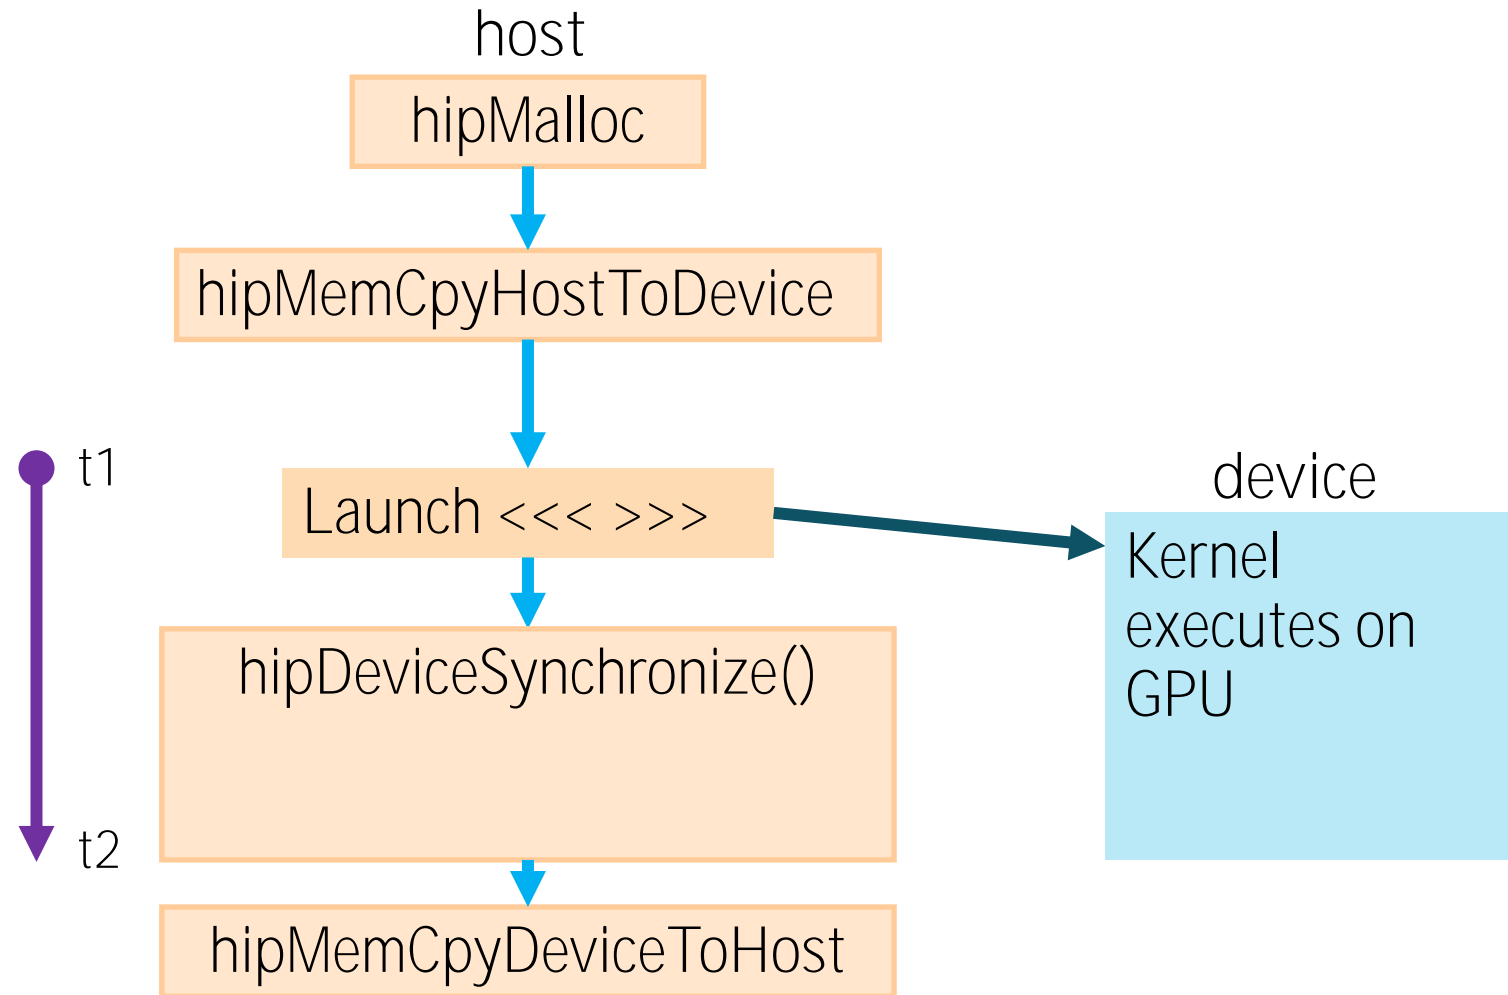 host
hipMalloc
hipMemCpyHostToDevice
t1
Launch <<< >>>
device
Kernel
executes on
GPU
hipDeviceSynchronize()
t2
hipMemCpyDeviceToHost